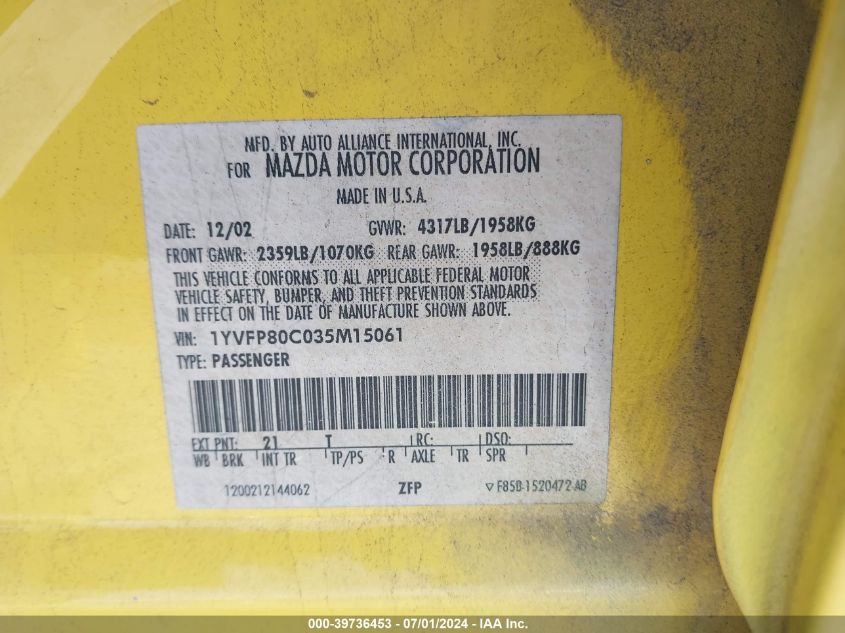 MFD. BY AUTO ALLIANCE INTERNATIONAL, INC.
FOR MAZDA MOTOR CORPORATION
MADE IN U.S.A.
DATE: 12/02 GVWR: 4317LB/1958KG
FRONT GAWR: 2359LB/1070KG REAR GAWR: 1958LB/888KG
THIS VEHICLE CONFORMS TO ALL APPLICABLE FEDERAL MOTOR
VEHICLE SAFETY, BUMPER, AND THEFT PREVENTION STANDARDS
IN EFFECT ON THE DATE OF MANUFACTURE SHOWN ABOVE.
VIN: 1YVFP80C035M15061
TYPE: PASSENGER
EXT PNT: 21 T RC: DSO:
WB BRK INT TR TP/PS R AXLE TR SPR
1200212144062 ZFP F85B-1520472-AB
000-39736453 - 07/01/2024 - IAA Inc.